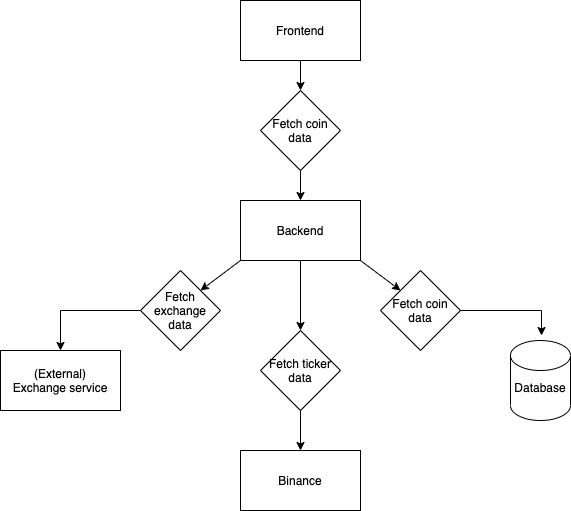 Frontend
Fetch coin
data
Backend
Fetch
exchange
data
Fetch coin
data
(External)
Exchange service
Fetch ticker
data
Database
Binance